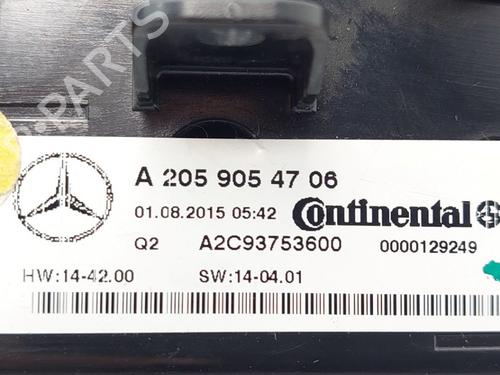 PARTS
A 205 905 47 06
01.08.2015 05:42 Continental
Q2 A2C93753600 0000129249
HW:14-42.00 SW:14-04.01